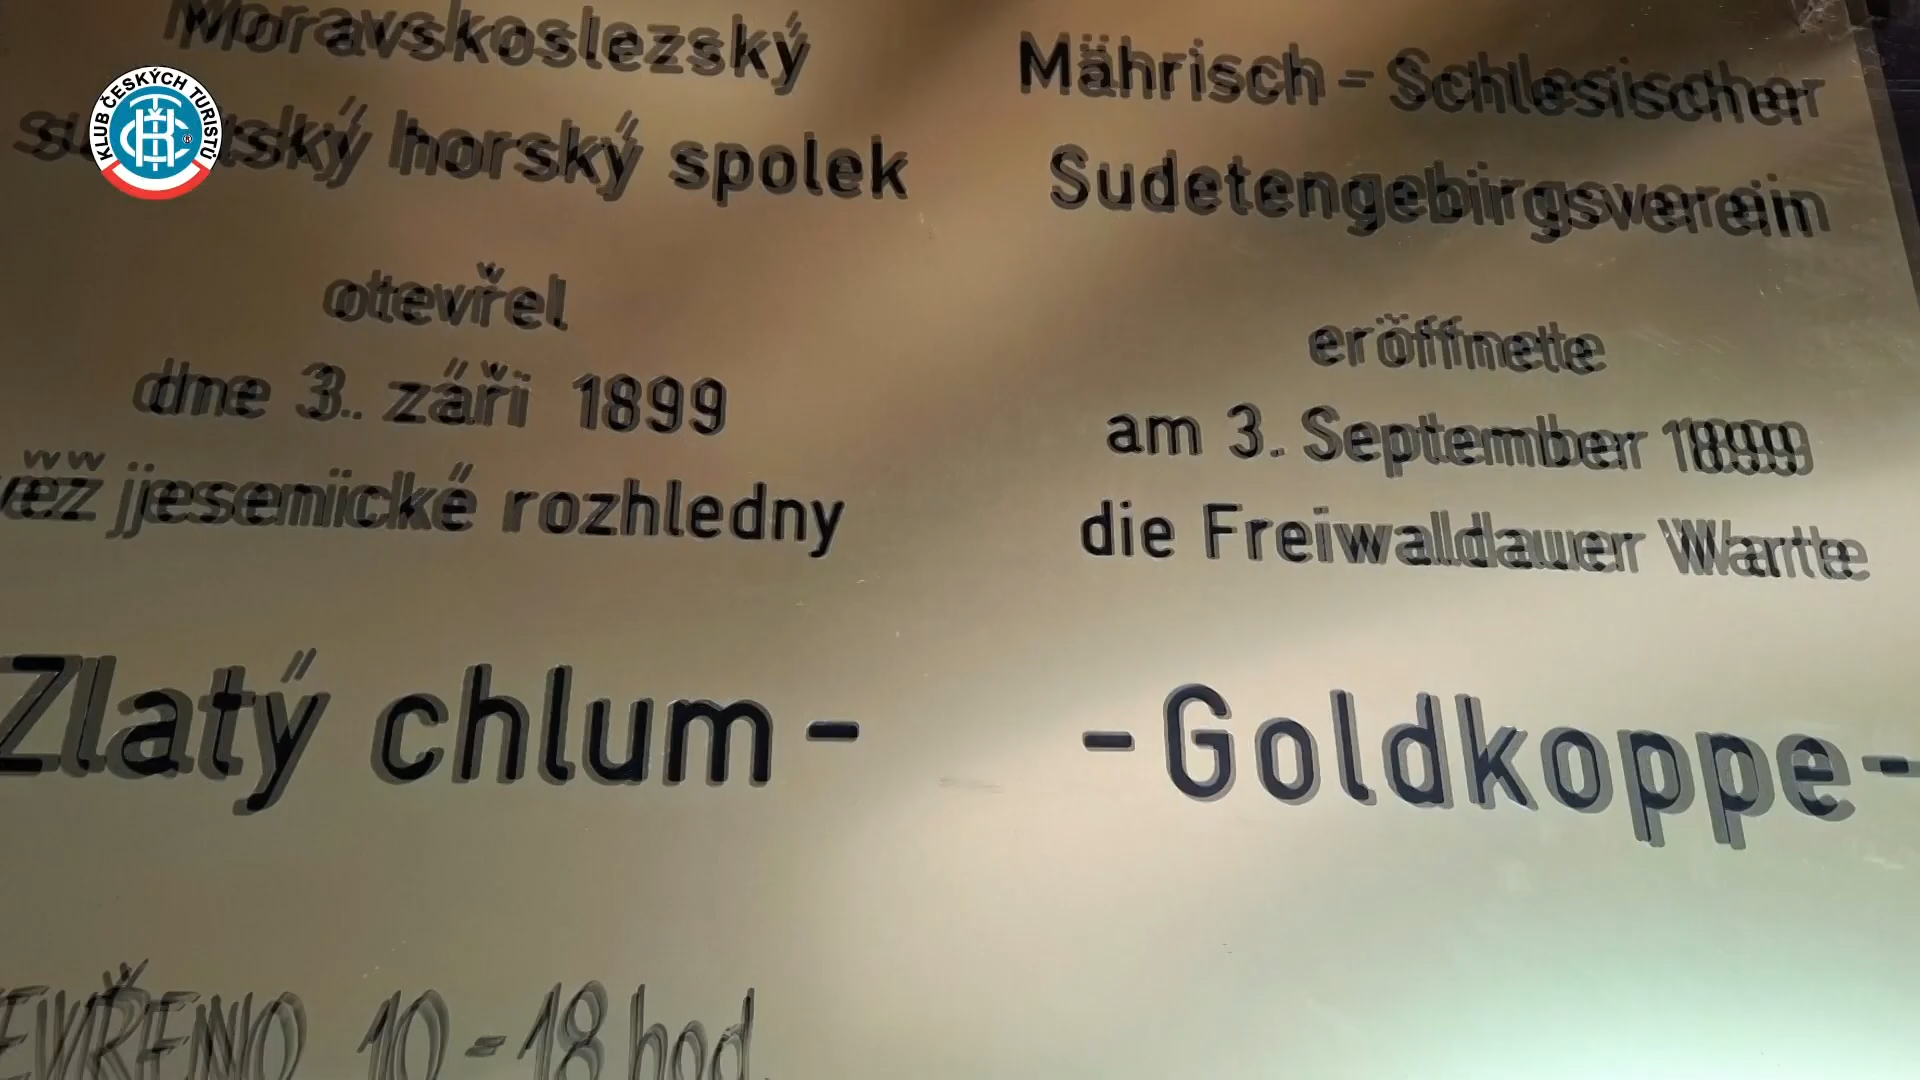 KLUB ČESKÝCH TURISTŮ
Moravskoslezský
horský spolek
otevřel
dne 3. září 1899
jesenické rozhledny
Zlatý chlum -
10 - 18 hod.
Mährisch - Schlesischer
Sudetengebirgsverein
eröffnete
am 3. September 1899
die Freiwaldauer Warte
- Goldkoppe -